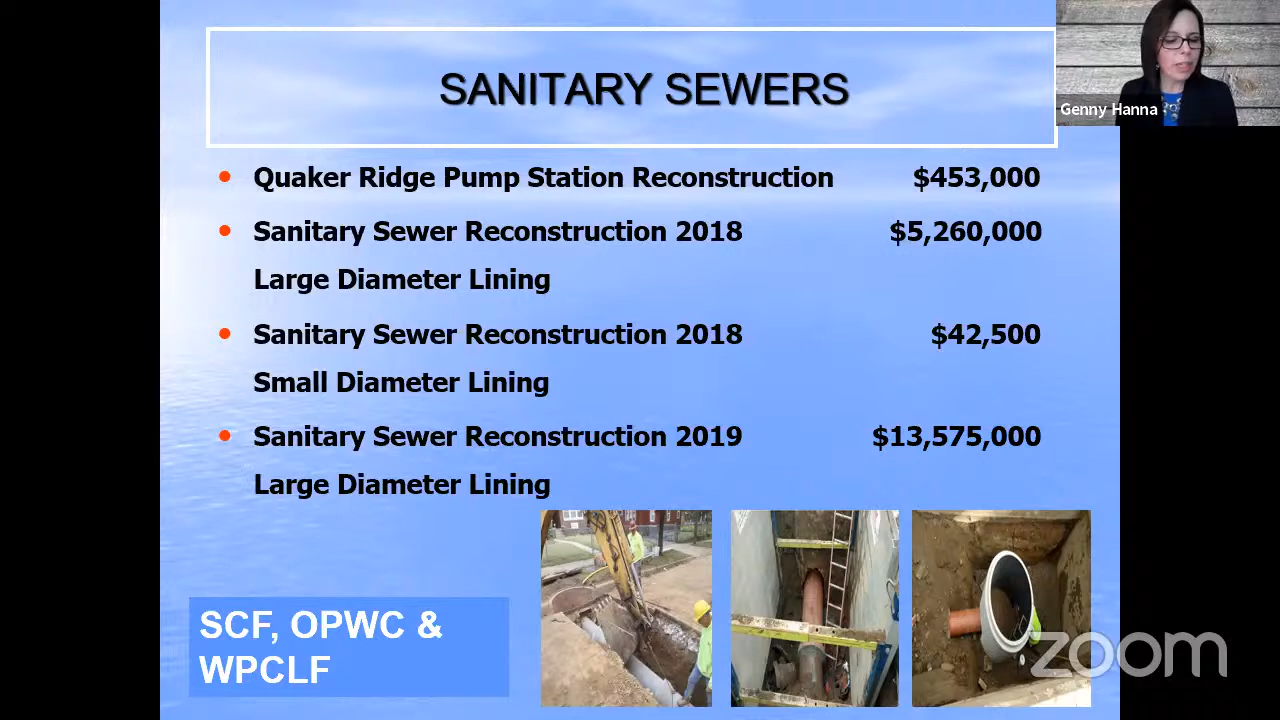 SANITARY SEWERS
Genny Hanna
Quaker Ridge Pump Station Reconstruction $453,000
Sanitary Sewer Reconstruction 2018 $5,260,000
Large Diameter Lining
Sanitary Sewer Reconstruction 2018 $42,500
Small Diameter Lining
Sanitary Sewer Reconstruction 2019 $13,575,000
Large Diameter Lining
SCF, OPWC &
WPCLF
zoom